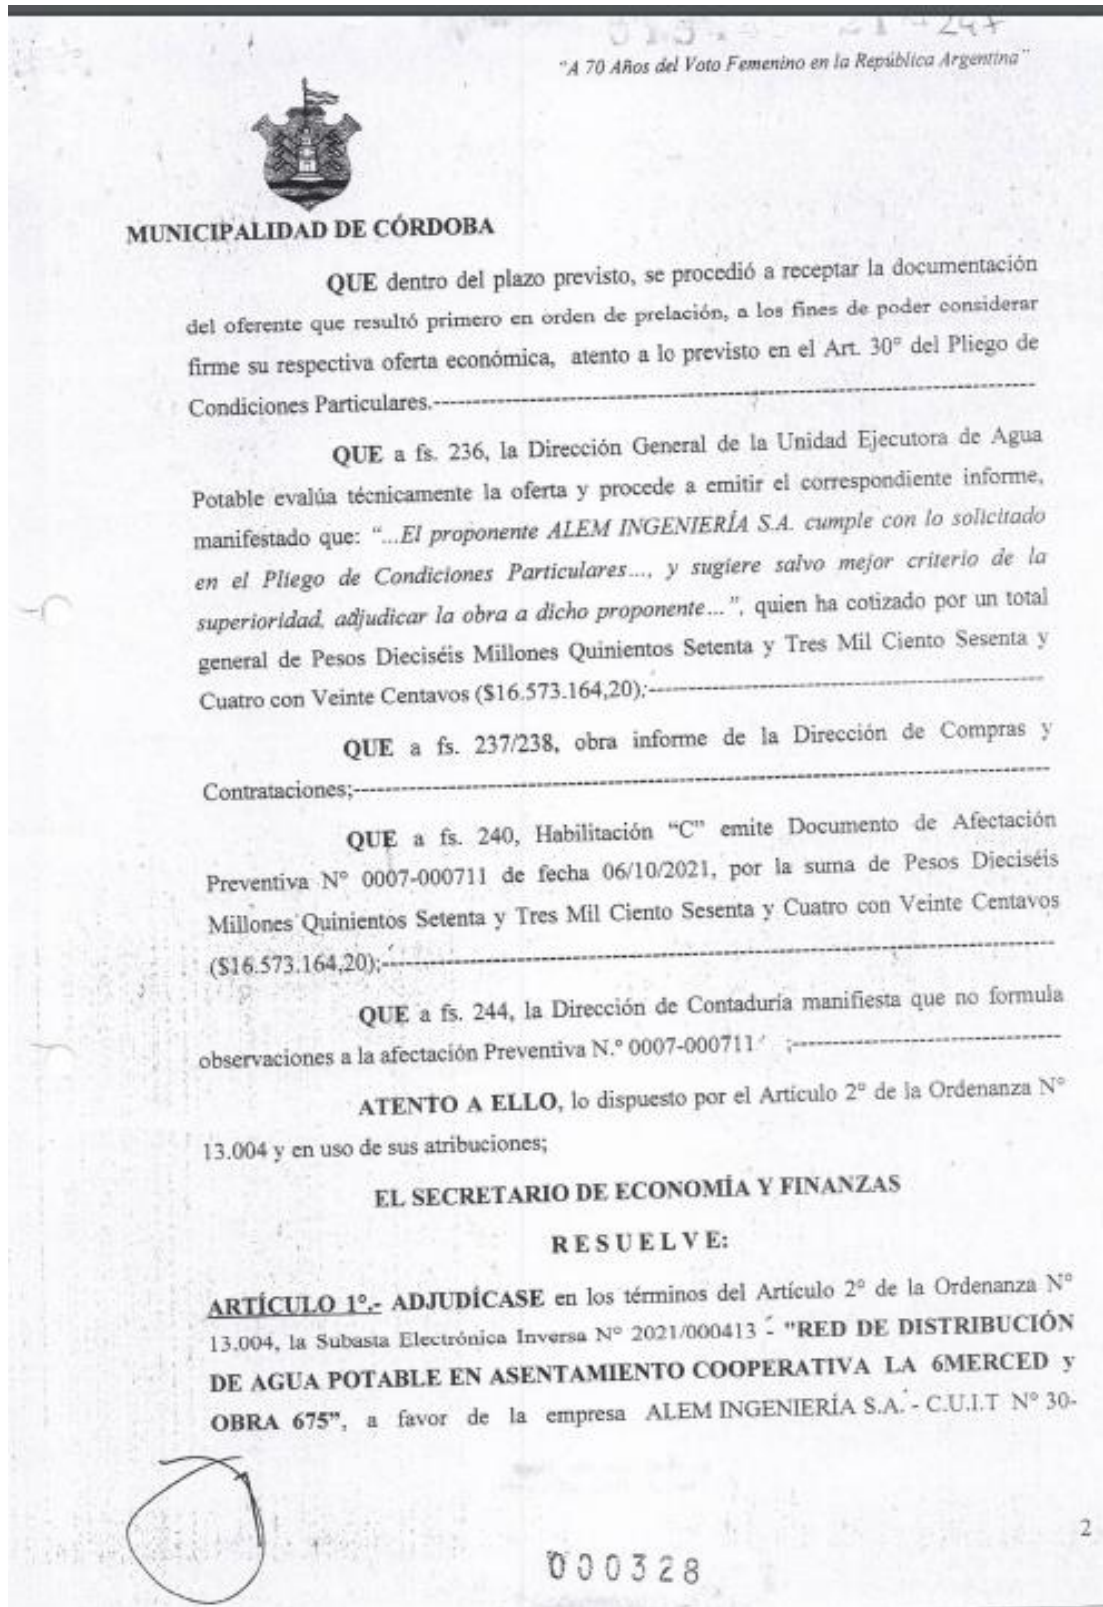 247
"A 70 Años del Voto Femenino en la República Argentina"
MUNICIPALIDAD DE CÓRDOBA
QUE dentro del plazo previsto, se procedió a receptar la documentación
del oferente que resultó primero en orden de prelación, a los fines de poder considerar
firme su respectiva oferta económica, atento a lo previsto en el Art. 30° del Pliego de
Condiciones Particulares.------------------------------------------------------------
QUE a fs. 236, la Dirección General de la Unidad Ejecutora de Agua
Potable evalúa técnicamente la oferta y procede a emitir el correspondiente informe,
manifestado que: "...El proponente ALEM INGENIERÍA S.A. cumple con lo solicitado
en el Pliego de Condiciones Particulares..., y sugiere salvo mejor criterio de la
superioridad, adjudicar la obra a dicho proponente...", quien ha cotizado por un total
general de Pesos Dieciséis Millones Quinientos Setenta y Tres Mil Ciento Sesenta y
Cuatro con Veinte Centavos ($16.573.164,20);----------------------------------------
QUE a fs. 237/238, obra informe de la Dirección de Compras y
Contrataciones;----------------------------------------------------------------------
QUE a fs. 240, Habilitación "C" emite Documento de Afectación
Preventiva N° 0007-000711 de fecha 06/10/2021, por la suma de Pesos Dieciséis
Millones Quinientos Setenta y Tres Mil Ciento Sesenta y Cuatro con Veinte Centavos
($16.573.164,20);--------------------------------------------------------------------
QUE a fs. 244, la Dirección de Contaduría manifiesta que no formula
observaciones a la afectación Preventiva N.° 0007-000711 ;---------------------------
ATENTO A ELLO, lo dispuesto por el Artículo 2° de la Ordenanza N°
13.004 y en uso de sus atribuciones;
EL SECRETARIO DE ECONOMÍA Y FINANZAS
R E S U E L V E:
ARTÍCULO 1°.- ADJUDÍCASE en los términos del Artículo 2° de la Ordenanza N°
13.004, la Subasta Electrónica Inversa N° 2021/000413 - "RED DE DISTRIBUCIÓN
DE AGUA POTABLE EN ASENTAMIENTO COOPERATIVA LA 6MERCED y
OBRA 675", a favor de la empresa ALEM INGENIERÍA S.A. - C.U.I.T N° 30-
2
000328